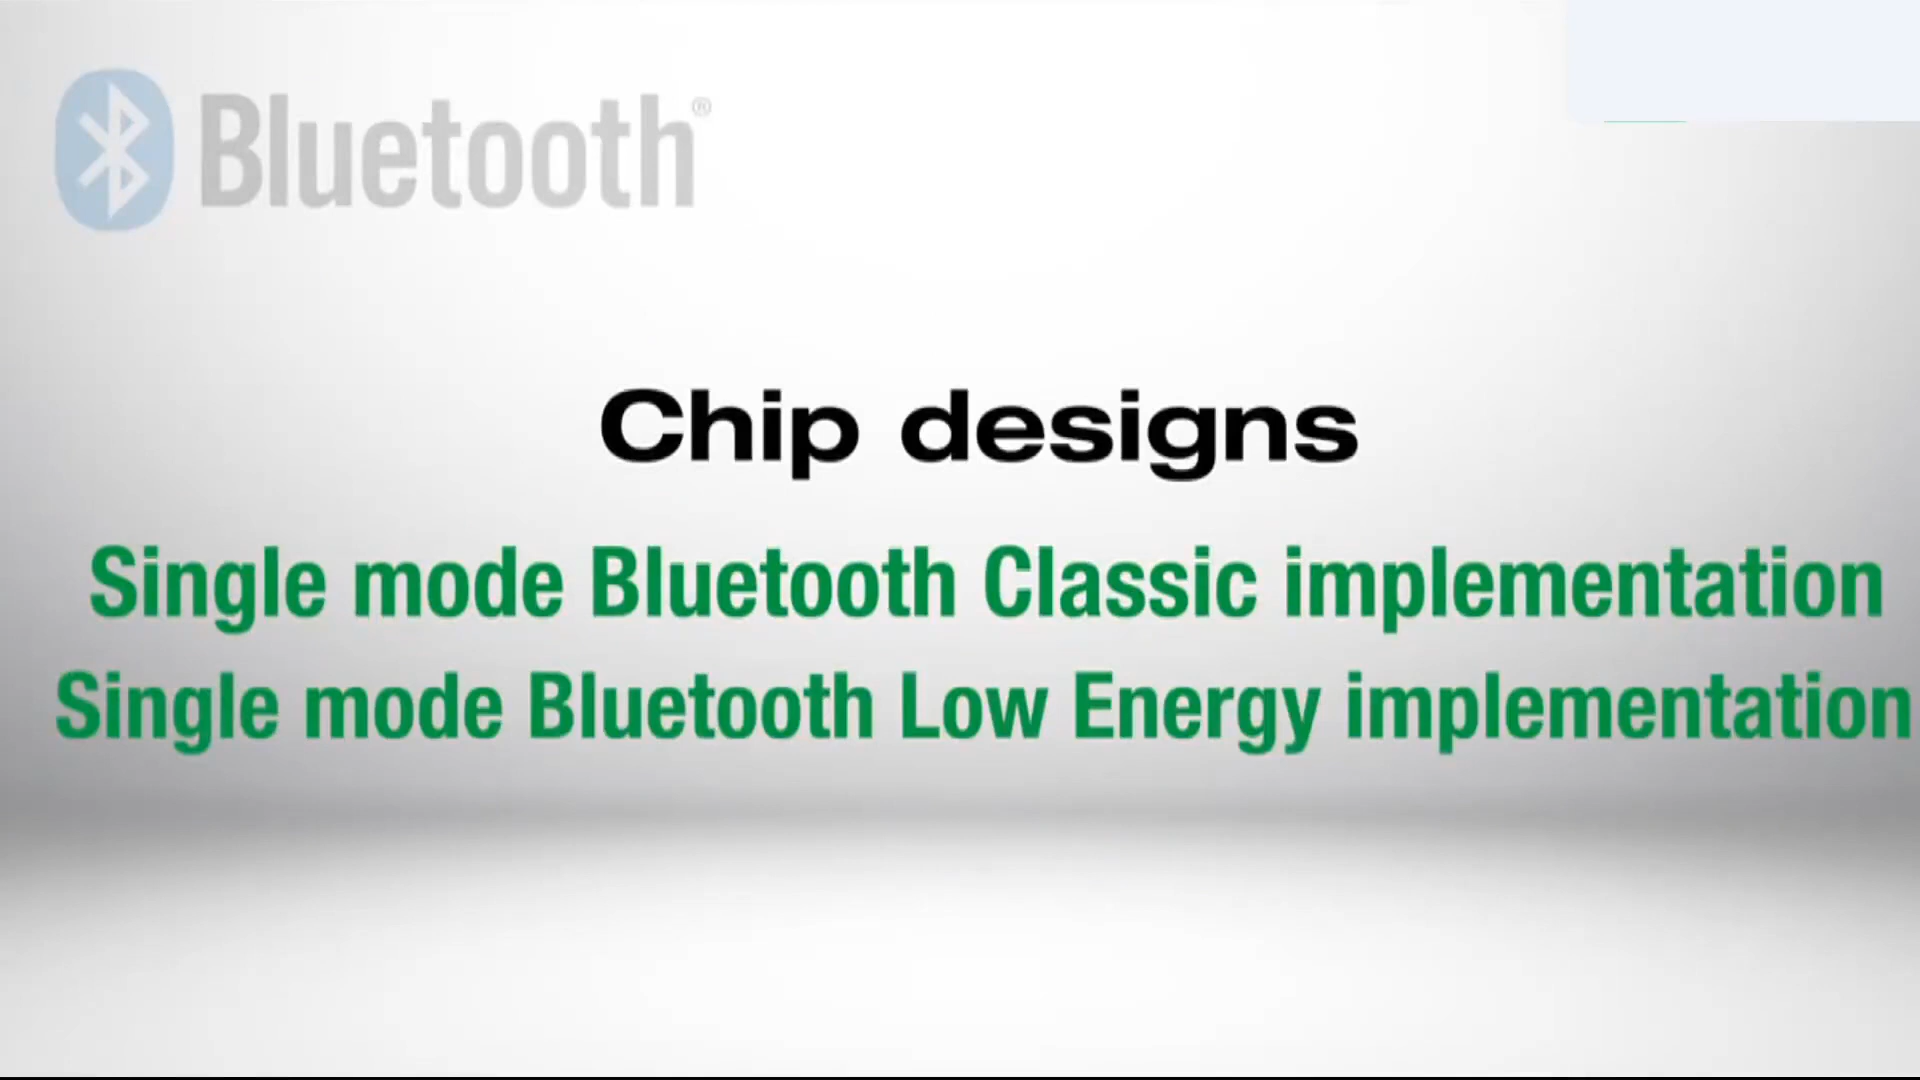 Bluetooth®
Chip designs
Single mode Bluetooth Classic implementation
Single mode Bluetooth Low Energy implementation